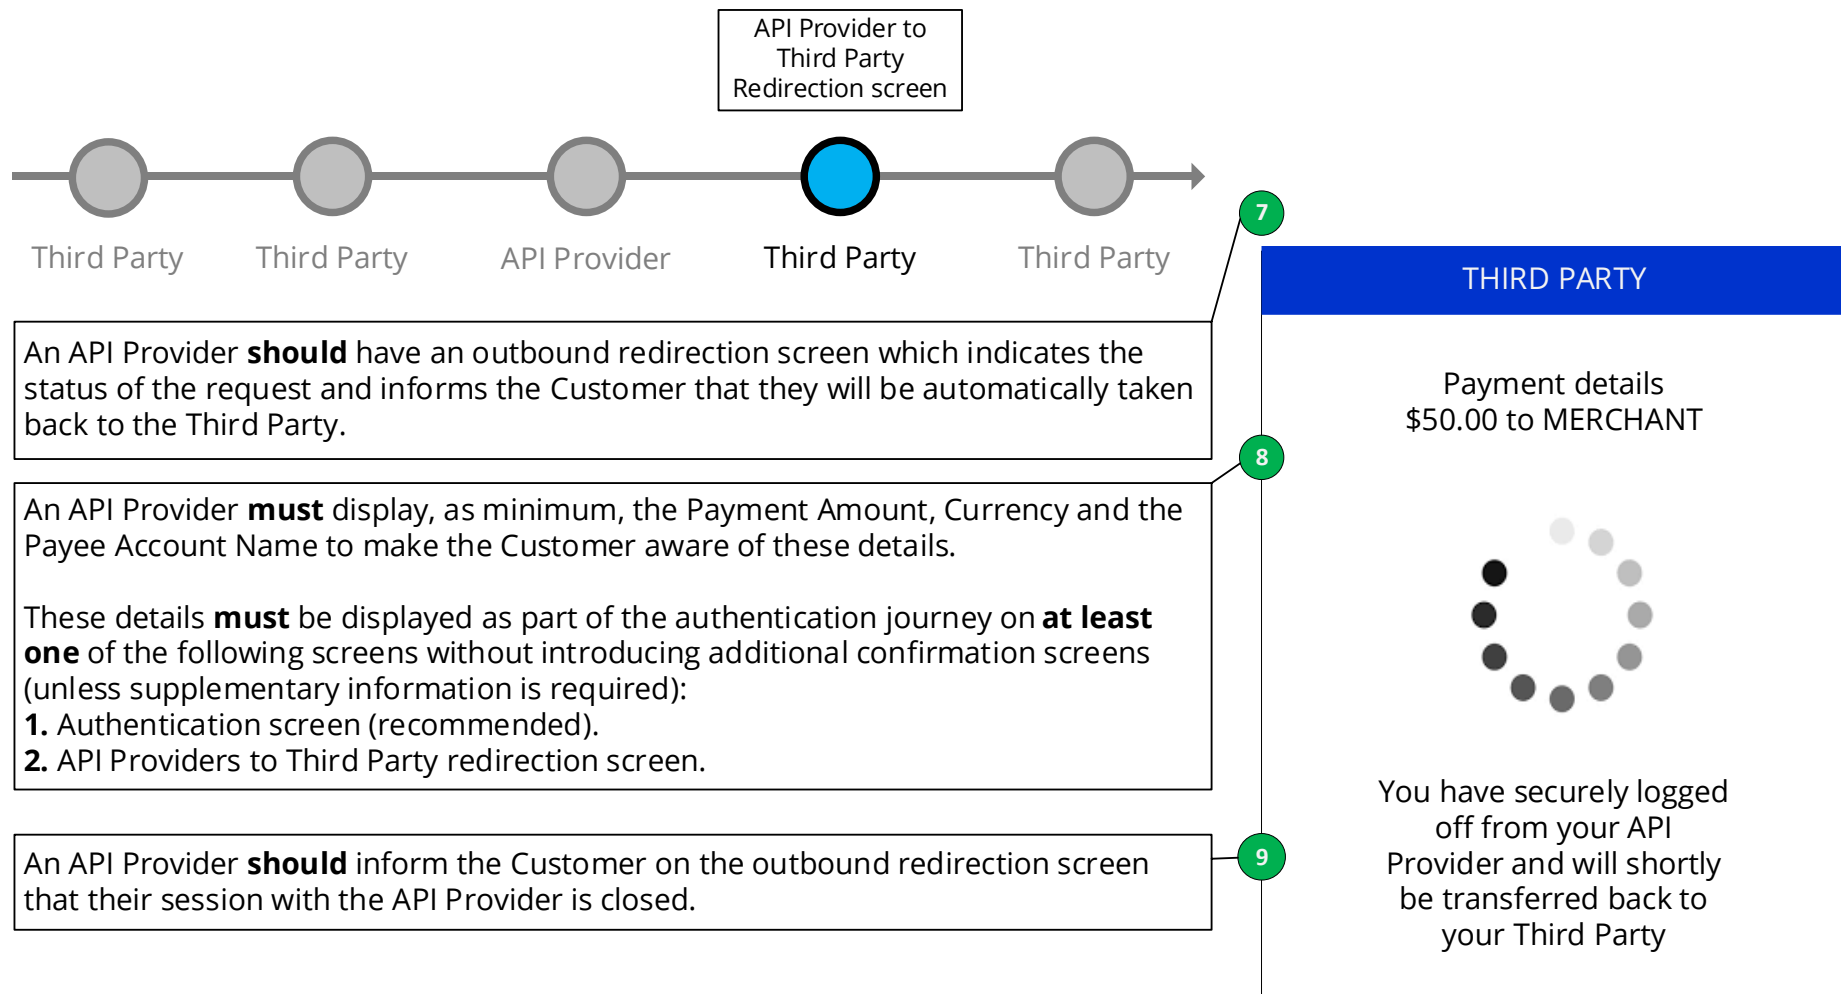 API Provider to
Third Party
Redirection screen
Third Party
Third Party
API Provider
Third Party
Third Party
7
THIRD PARTY
An API Provider should have an outbound redirection screen which indicates the
status of the request and informs the Customer that they will be automatically taken
back to the Third Party.
Payment details
$50.00 to MERCHANT
8
An API Provider must display, as minimum, the Payment Amount, Currency and the
Payee Account Name to make the Customer aware of these details.
These details must be displayed as part of the authentication journey on at least
one of the following screens without introducing additional confirmation screens
(unless supplementary information is required):
1. Authentication screen (recommended).
2. API Providers to Third Party redirection screen.
9
An API Provider should inform the Customer on the outbound redirection screen
that their session with the API Provider is closed.
You have securely logged
off from your API
Provider and will shortly
be transferred back to
your Third Party